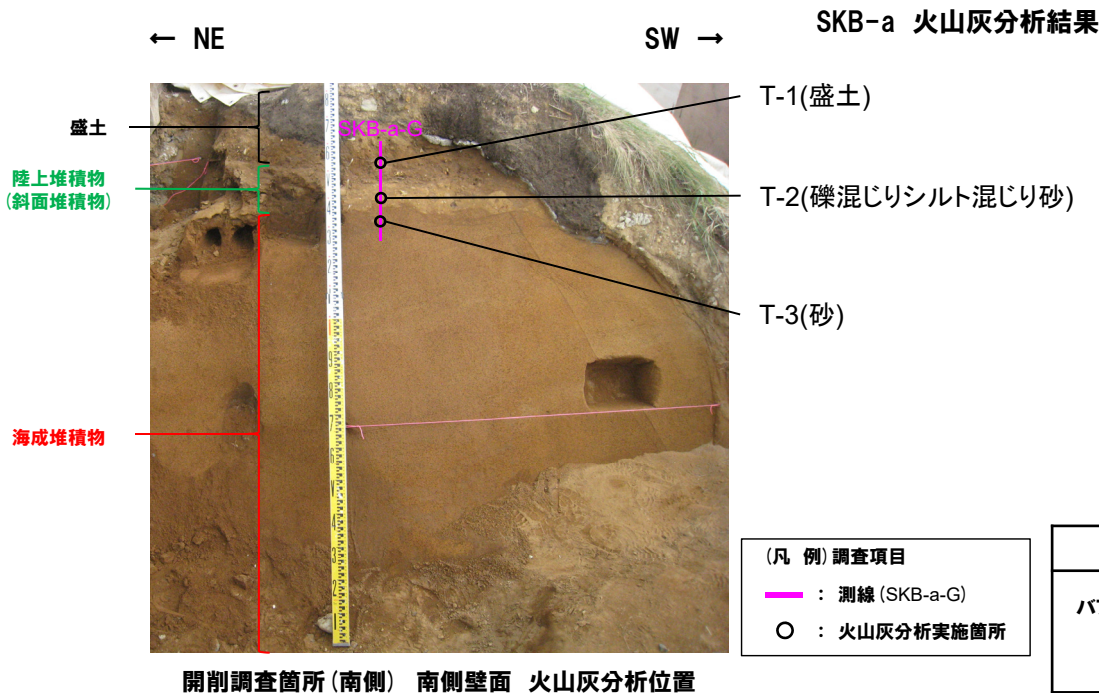 SKB-a 火山灰分析結果
← NE
SW →
T-1(盛土)
盛土
SKB-a-G
陸上堆積物
(斜面堆積物)
T-2(礫混じりシルト混じり砂)
T-3(砂)
海成堆積物
(凡 例)調査項目
: 測線(SKB-a-G)
: 火山灰分析実施箇所
開削調査箇所(南側) 南側壁面 火山灰分析位置